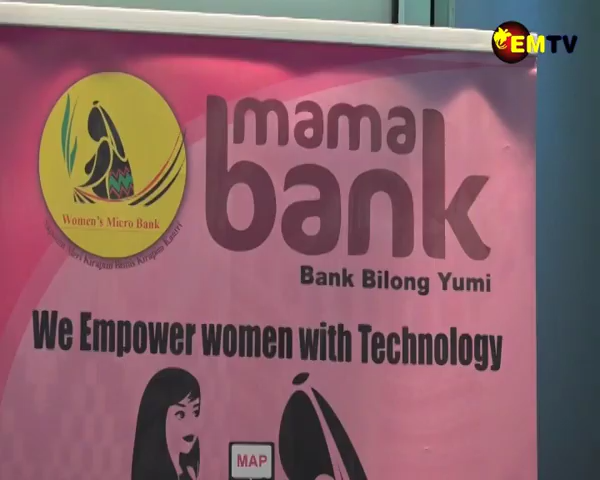 EMTV
mama
bank
Bank Bilong Yumi
Women's Micro Bank
We Empower women with Technology
MAP